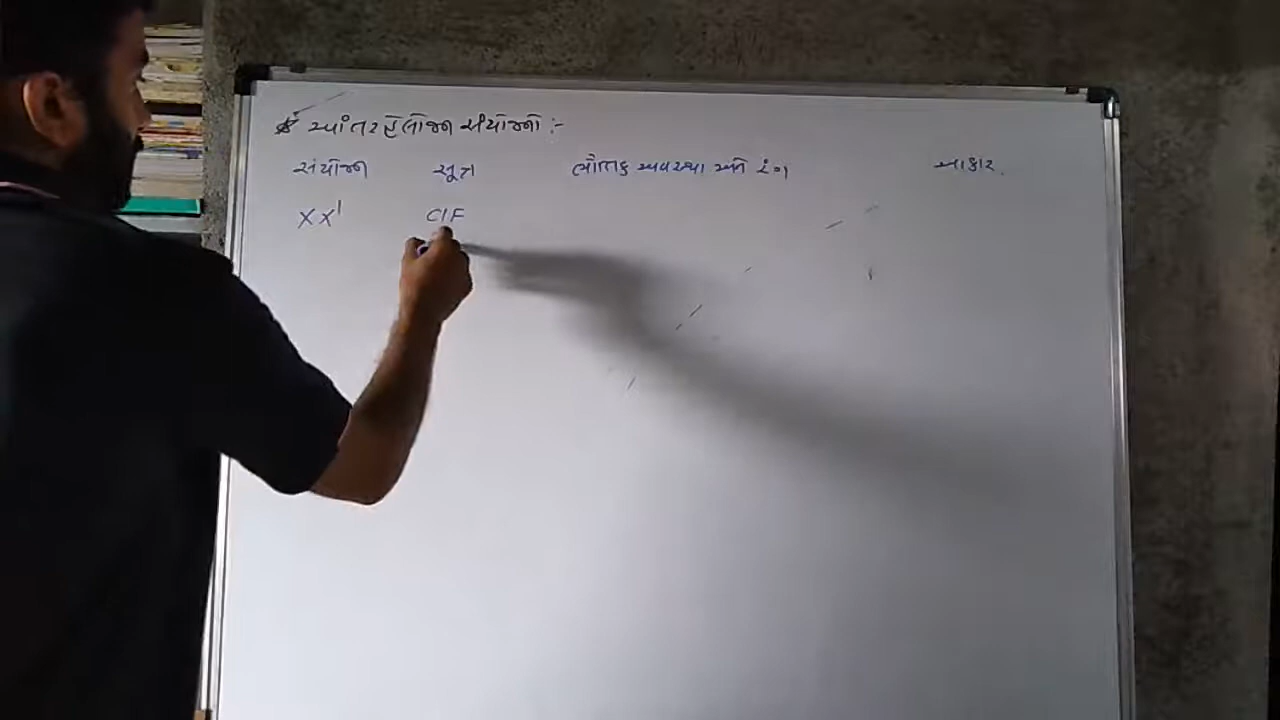 * આંતરહેલોજન સંયોજનો :-
સંયોજન સૂત્ર ભૌતિક અવસ્થા અને રંગ આકાર.
XX' ClF